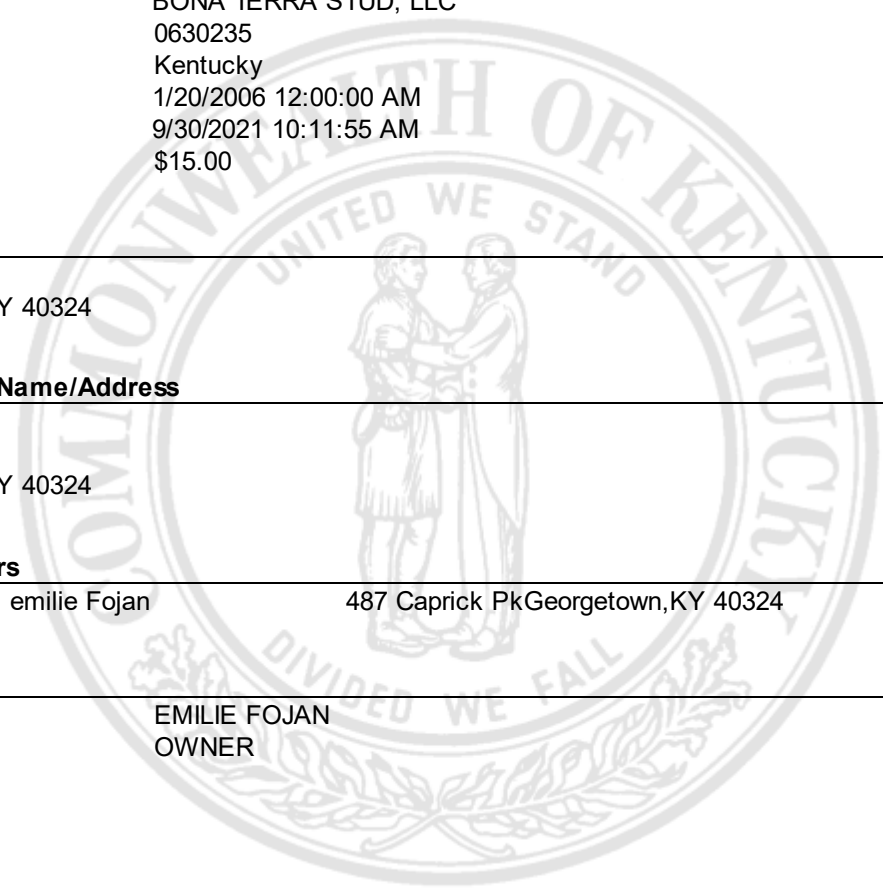 BONA TERRA STUD, LLC
0630235
Kentucky
1/20/2006 12:00:00 AM
9/30/2021 10:11:55 AM
$15.00
Y 40324
Name/Address
Y 40324
rs
emilie Fojan 487 Caprick PkGeorgetown,KY 40324
EMILIE FOJAN
OWNER
COMMONWEALTH OF KENTUCKY
UNITED WE STAND
DIVIDED WE FALL